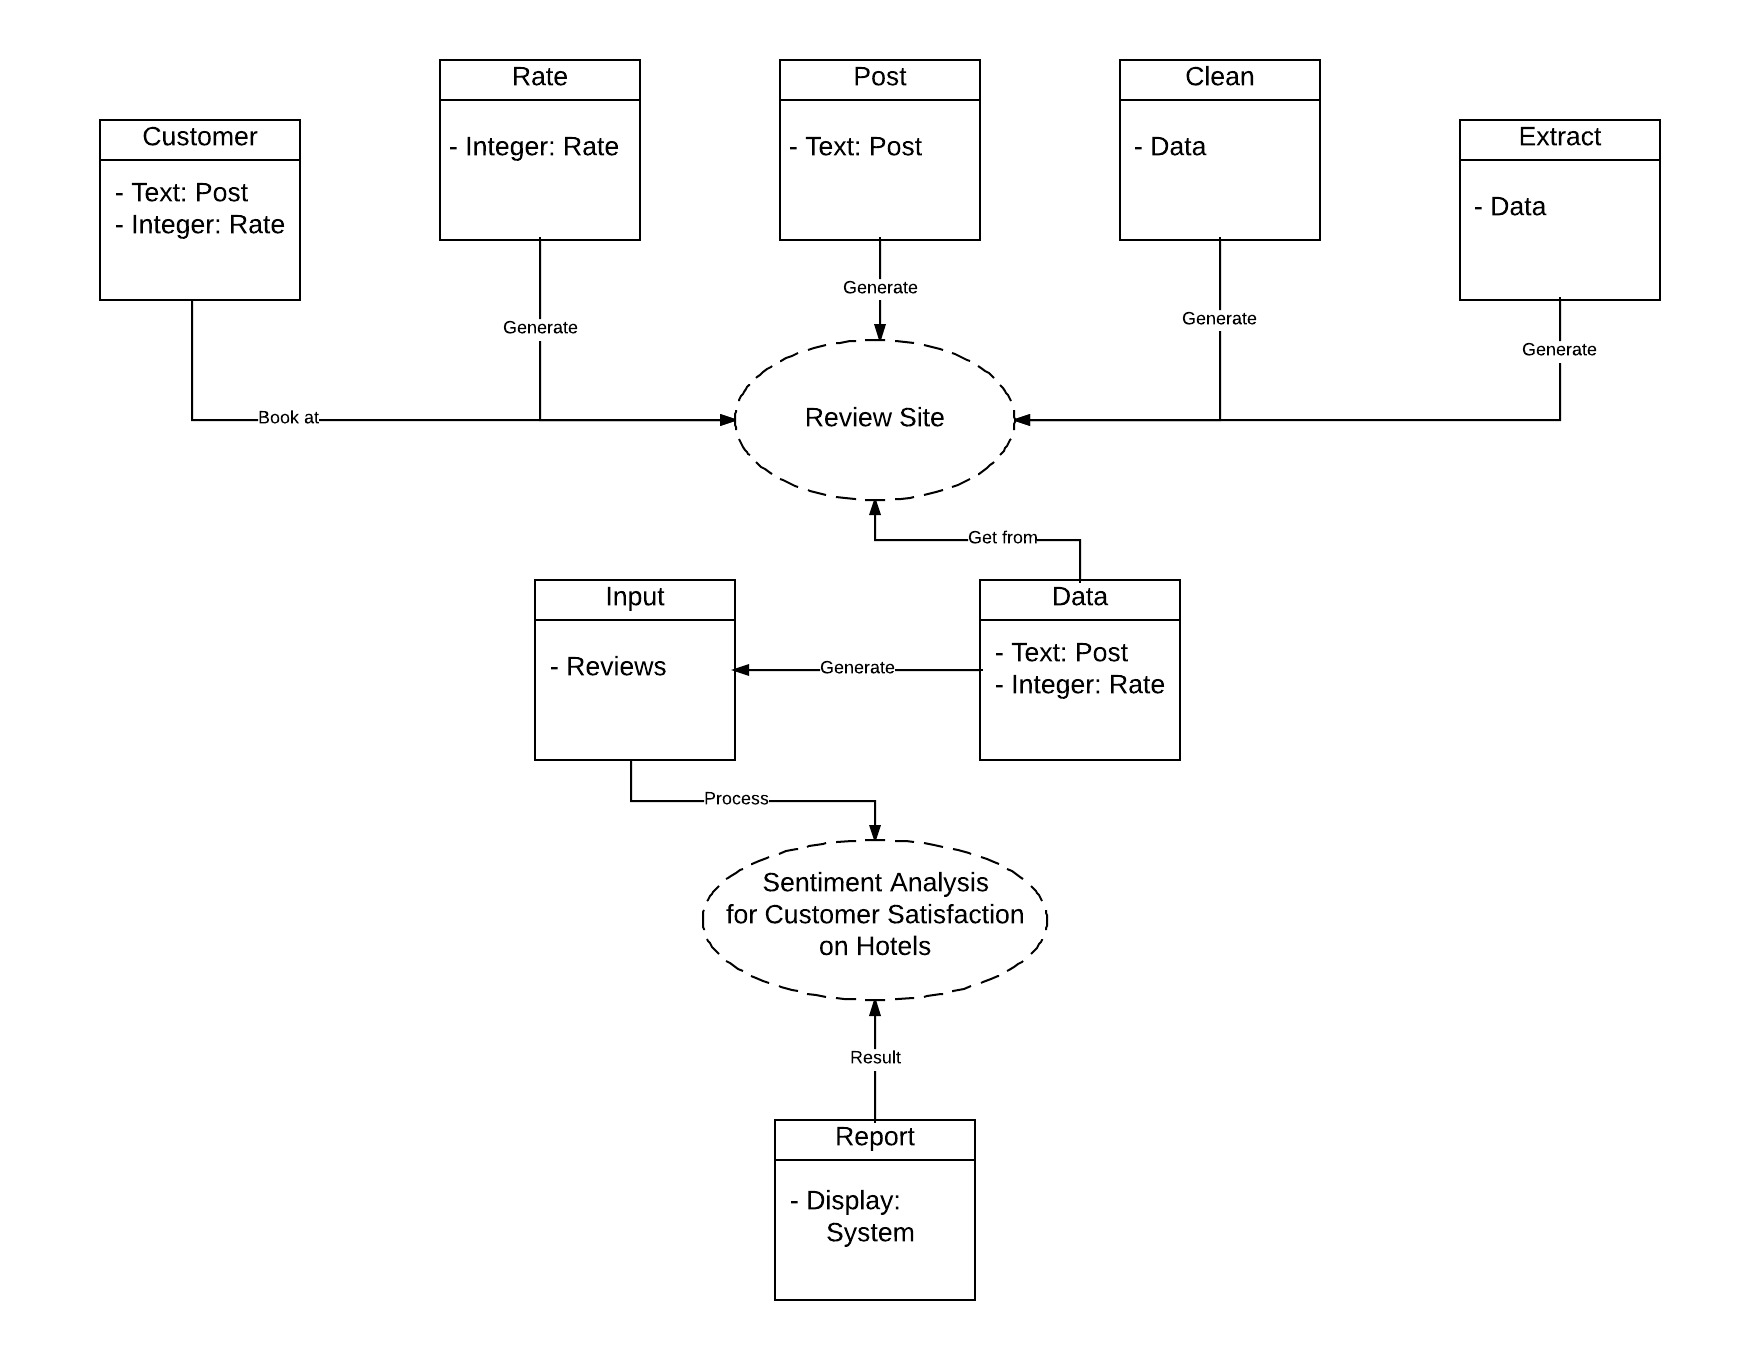 Customer
- Text: Post
- Integer: Rate
Rate
- Integer: Rate
Post
- Text: Post
Clean
- Data
Extract
- Data
Generate
Generate
Generate
Generate
Book at
Review Site
Get from
Input
- Reviews
Generate
Data
- Text: Post
- Integer: Rate
Process
Sentiment Analysis
for Customer Satisfaction
on Hotels
Result
Report
- Display:
System